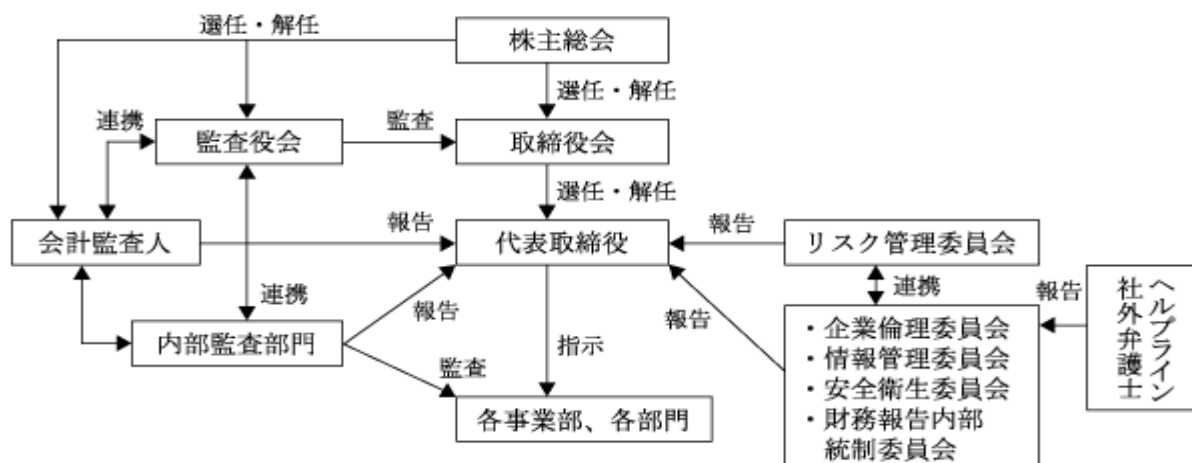 選任・解任
株主総会
選任・解任
連携
監査役会
監査
取締役会
選任・解任
会計監査人
報告
代表取締役
報告
リスク管理委員会
連携
報告
連携
報告
ヘルプライン
社外弁護士
内部監査部門
監査
指示
報告
・企業倫理委員会
・情報管理委員会
・安全衛生委員会
・財務報告内部
統制委員会
各事業部、各部門